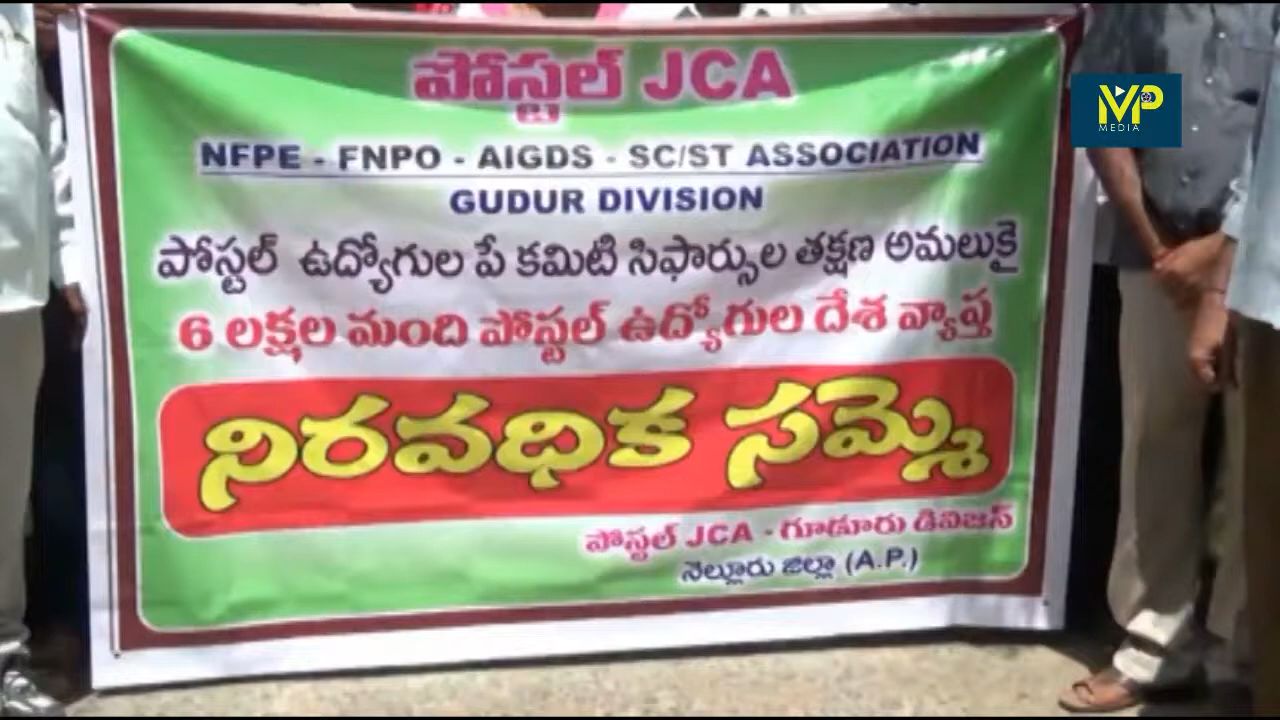 పోస్టల్ JCA
NFPE - FNPO - AIGDS - SC/ST ASSOCIATION
GUDUR DIVISION
పోస్టల్ ఉద్యోగుల పే కమిటి సిఫార్సుల తక్షణ అమలుకై
6 లక్షల మంది పోస్టల్ ఉద్యోగుల దేశ వ్యాప్త
నిరవధిక సమ్మె
పోస్టల్ JCA - గూడూరు డివిజన్
నెల్లూరు జిల్లా (A.P.)
MVP
MEDIA